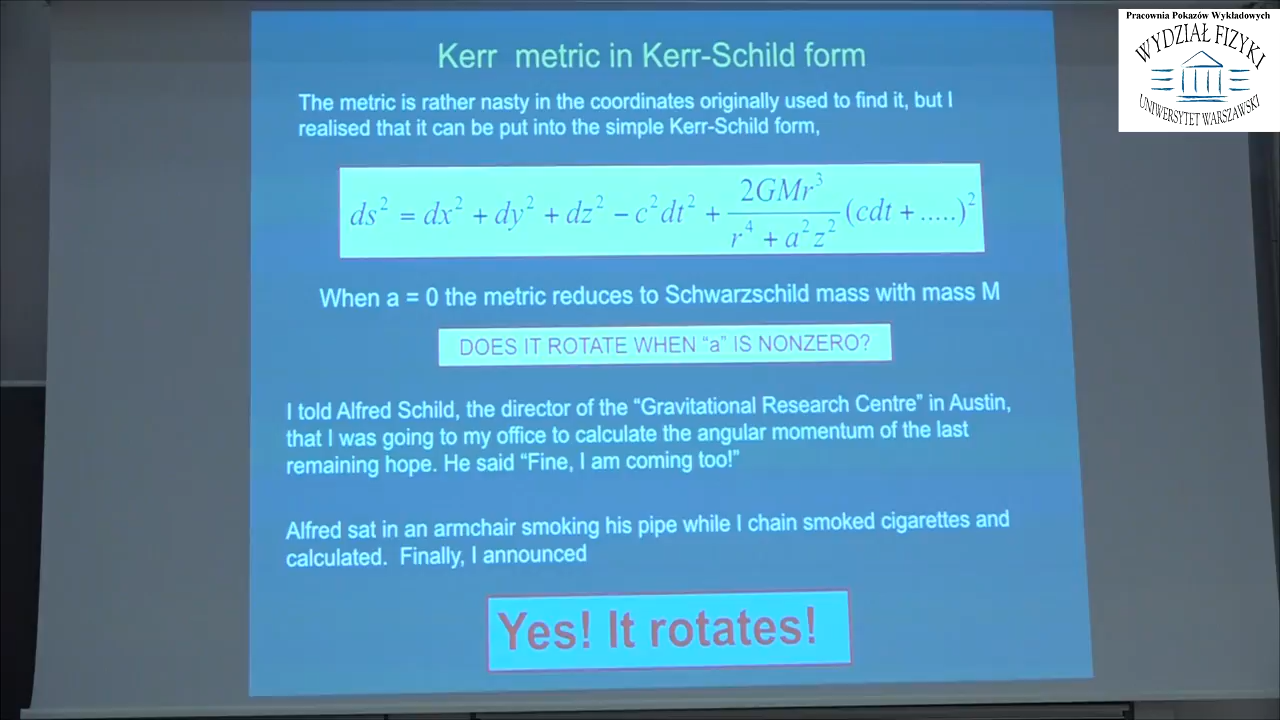 Kerr metric in Kerr-Schild form
The metric is rather nasty in the coordinates originally used to find it, but I
realised that it can be put into the simple Kerr-Schild form,
ds² = dx² + dy² + dz² − c²dt² + 2GMr³ / (r⁴ + a²z²) (cdt + .....)²
When a = 0 the metric reduces to Schwarzschild mass with mass M
DOES IT ROTATE WHEN “a” IS NONZERO?
I told Alfred Schild, the director of the “Gravitational Research Centre” in Austin,
that I was going to my office to calculate the angular momentum of the last
remaining hope. He said “Fine, I am coming too!”
Alfred sat in an armchair smoking his pipe while I chain smoked cigarettes and
calculated. Finally, I announced
Yes! It rotates!
Pracownia Pokazów Wykładowych
WYDZIAŁ FIZYKI
UNIWERSYTET WARSZAWSKI